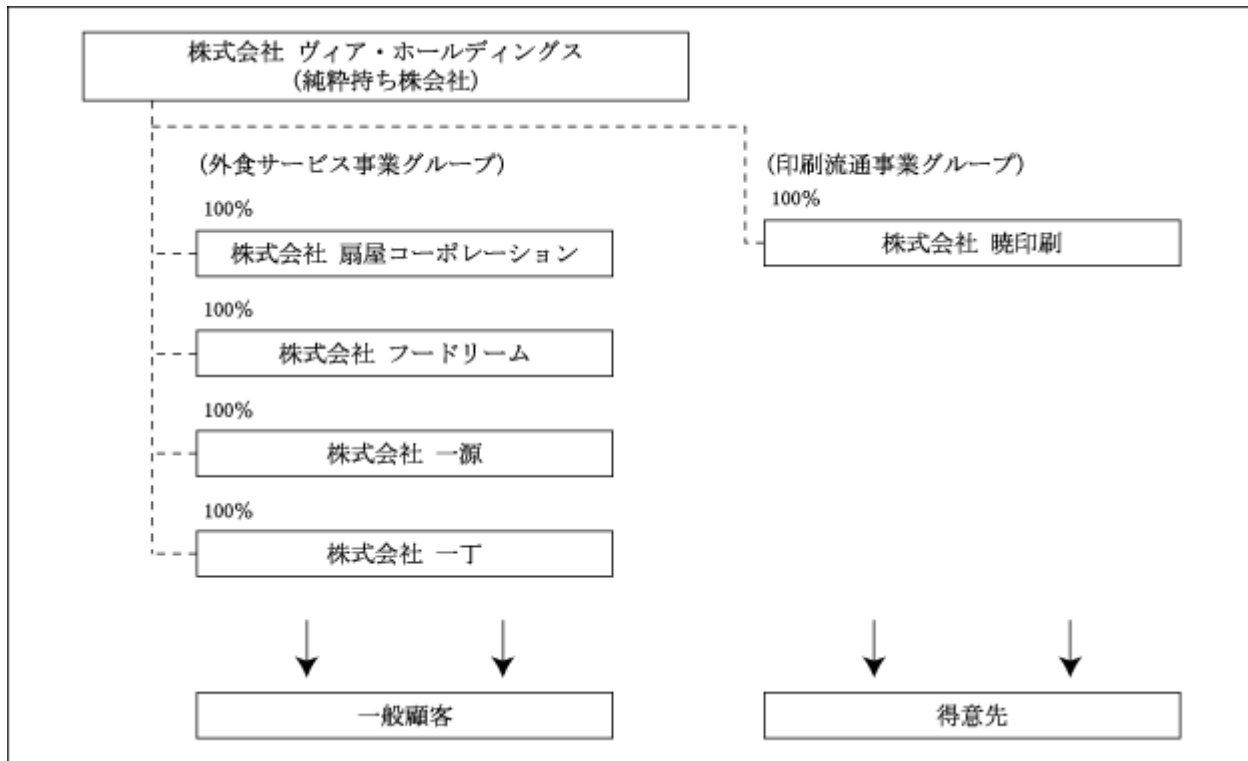 株式会社 ヴィア・ホールディングス
(純粋持ち株会社)
(外食サービス事業グループ)
100%
株式会社 扇屋コーポレーション
100%
株式会社 フードリーム
100%
株式会社 一源
100%
株式会社 一丁
一般顧客
(印刷流通事業グループ)
100%
株式会社 暁印刷
得意先